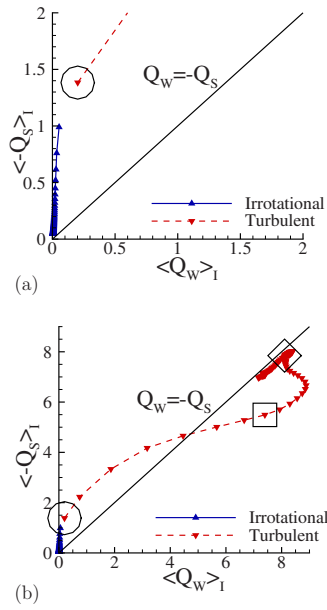 2
1.5
1
0.5
0
<-Q_S>_I
Q_W=-Q_S
Irrotational
Turbulent
0 0.5 1 1.5 2
<Q_W>_I
(a)
8
6
4
2
0
<-Q_S>_I
Q_W=-Q_S
Irrotational
Turbulent
0 2 4 6 8
<Q_W>_I
(b)